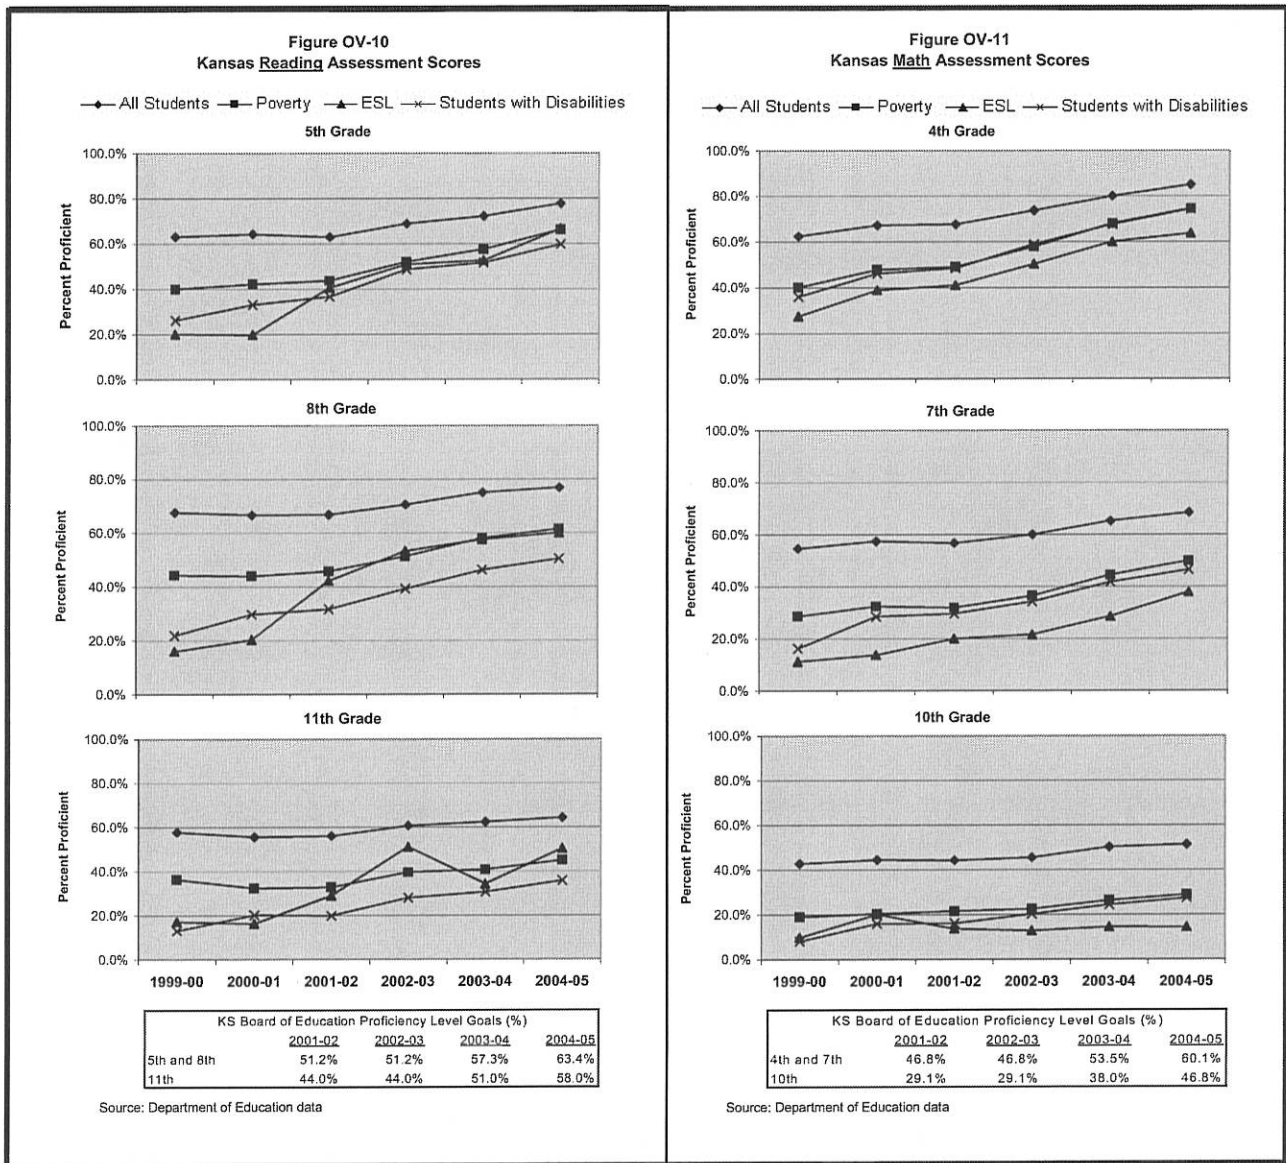 Figure OV-10
Kansas Reading Assessment Scores
All Students Poverty ESL Students with Disabilities
5th Grade
Percent Proficient
100.0%
80.0%
60.0%
40.0%
20.0%
0.0%
8th Grade
Percent Proficient
100.0%
80.0%
60.0%
40.0%
20.0%
0.0%
11th Grade
Percent Proficient
100.0%
80.0%
60.0%
40.0%
20.0%
0.0%
1999-00 2000-01 2001-02 2002-03 2003-04 2004-05
KS Board of Education Proficiency Level Goals (%)
2001-02 2002-03 2003-04 2004-05
5th and 8th 51.2% 51.2% 57.3% 63.4%
11th 44.0% 44.0% 51.0% 58.0%
Source: Department of Education data
Figure OV-11
Kansas Math Assessment Scores
All Students Poverty ESL Students with Disabilities
4th Grade
Percent Proficient
100.0%
80.0%
60.0%
40.0%
20.0%
0.0%
7th Grade
Percent Proficient
100.0%
80.0%
60.0%
40.0%
20.0%
0.0%
10th Grade
Percent Proficient
100.0%
80.0%
60.0%
40.0%
20.0%
0.0%
1999-00 2000-01 2001-02 2002-03 2003-04 2004-05
KS Board of Education Proficiency Level Goals (%)
2001-02 2002-03 2003-04 2004-05
4th and 7th 46.8% 46.8% 53.5% 60.1%
10th 29.1% 29.1% 38.0% 46.8%
Source: Department of Education data